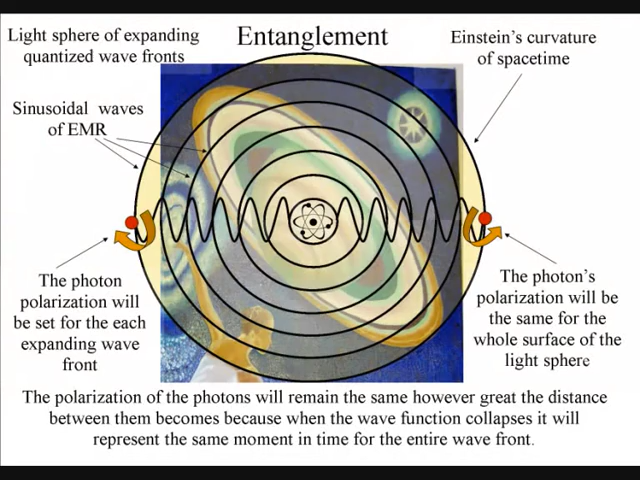 Entanglement
Light sphere of expanding
quantized wave fronts
Einstein's curvature
of spacetime
Sinusoidal waves
of EMR
The photon
polarization will
be set for the each
expanding wave
front
The photon's
polarization will be
the same for the
whole surface of the
light sphere
The polarization of the photons will remain the same however great the distance
between them becomes because when the wave function collapses it will
represent the same moment in time for the entire wave front.